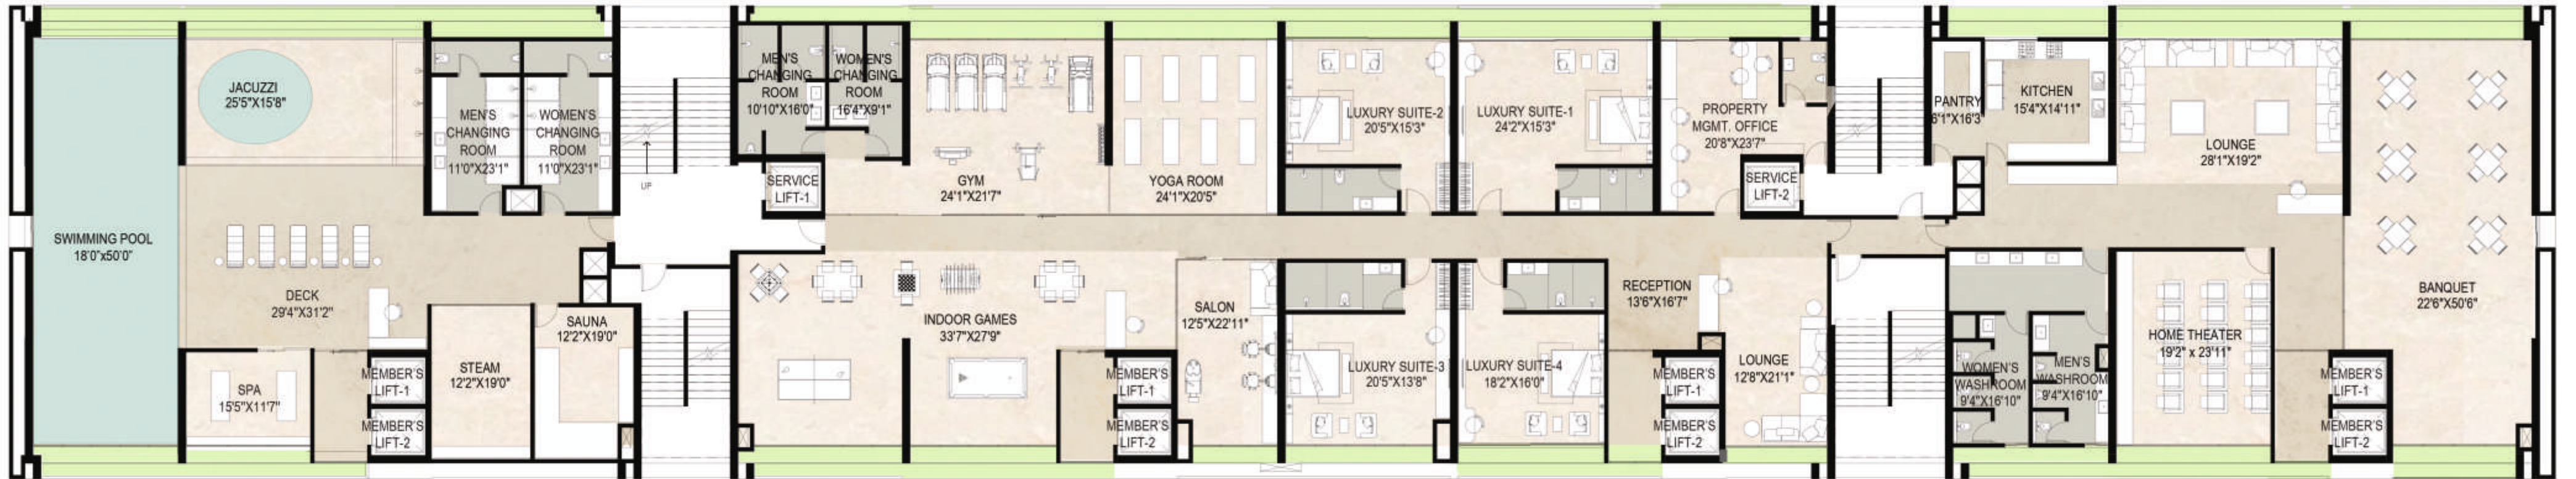 SWIMMING POOL
18'0"x50'0"
JACUZZI
25'5"X15'8"
DECK
29'4"X31'2"
SPA
15'5"X11'7"
MEMBER'S
LIFT-1
MEMBER'S
LIFT-2
MEN'S
CHANGING
ROOM
11'0"X23'1"
WOMEN'S
CHANGING
ROOM
11'0"X23'1"
STEAM
12'2"X19'0"
SAUNA
12'2"X19'0"
UP
MEN'S
CHANGING
ROOM
10'10"X16'0"
WOMEN'S
CHANGING
ROOM
16'4"X9'1"
SERVICE
LIFT-1
GYM
24'1"X21'7"
YOGA ROOM
24'1"X20'5"
INDOOR GAMES
33'7"X27'9"
MEMBER'S
LIFT-1
MEMBER'S
LIFT-2
SALON
12'5"X22'11"
LUXURY SUITE-2
20'5"X15'3"
LUXURY SUITE-1
24'2"X15'3"
LUXURY SUITE-3
20'5"X13'8"
LUXURY SUITE-4
18'2"X16'0"
PROPERTY
MGMT. OFFICE
20'8"X23'7"
SERVICE
LIFT-2
RECEPTION
13'6"X16'7"
MEMBER'S
LIFT-1
MEMBER'S
LIFT-2
LOUNGE
12'8"X21'1"
PANTRY
6'1"X16'3"
KITCHEN
15'4"X14'11"
LOUNGE
28'1"X19'2"
WOMEN'S
WASHROOM
9'4"X16'10"
MEN'S
WASHROOM
9'4"X16'10"
HOME THEATER
19'2" x 23'11"
MEMBER'S
LIFT-1
MEMBER'S
LIFT-2
BANQUET
22'6"X50'6"